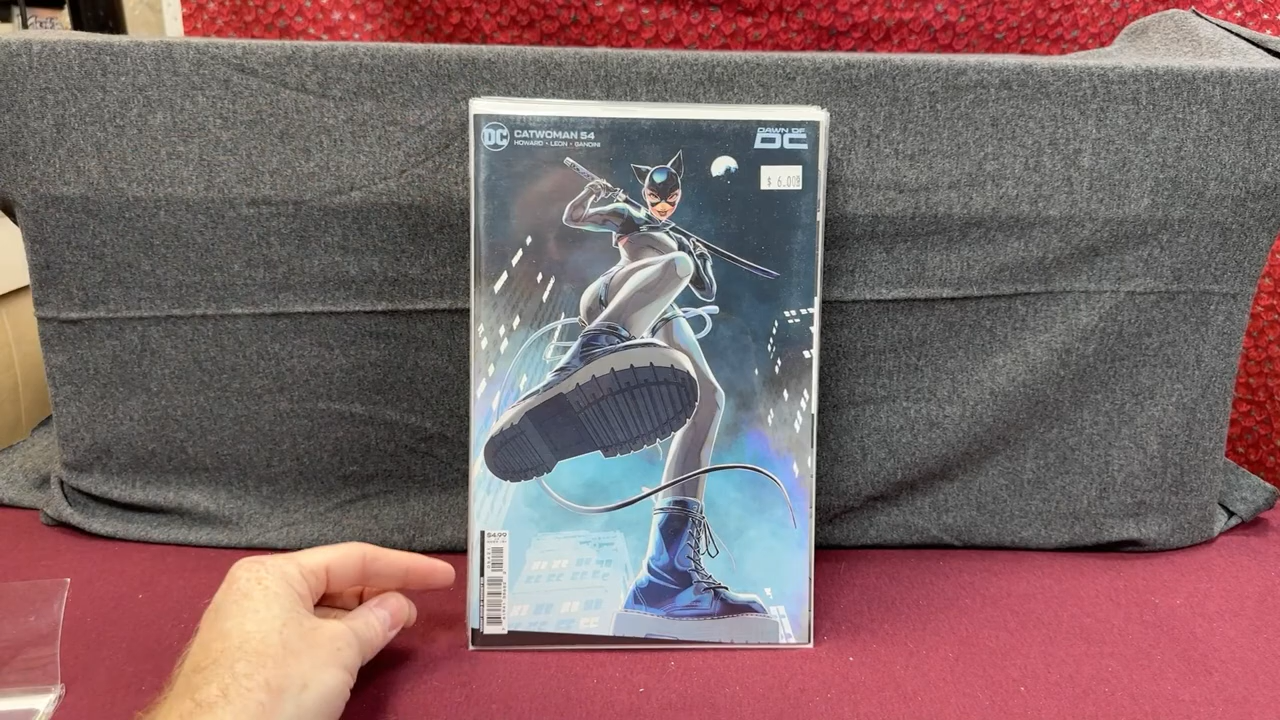 DC
CATWOMAN 54
HOWARD • LEON • GANDINI
DAWN OF
DC
$ 6.00
$4.99